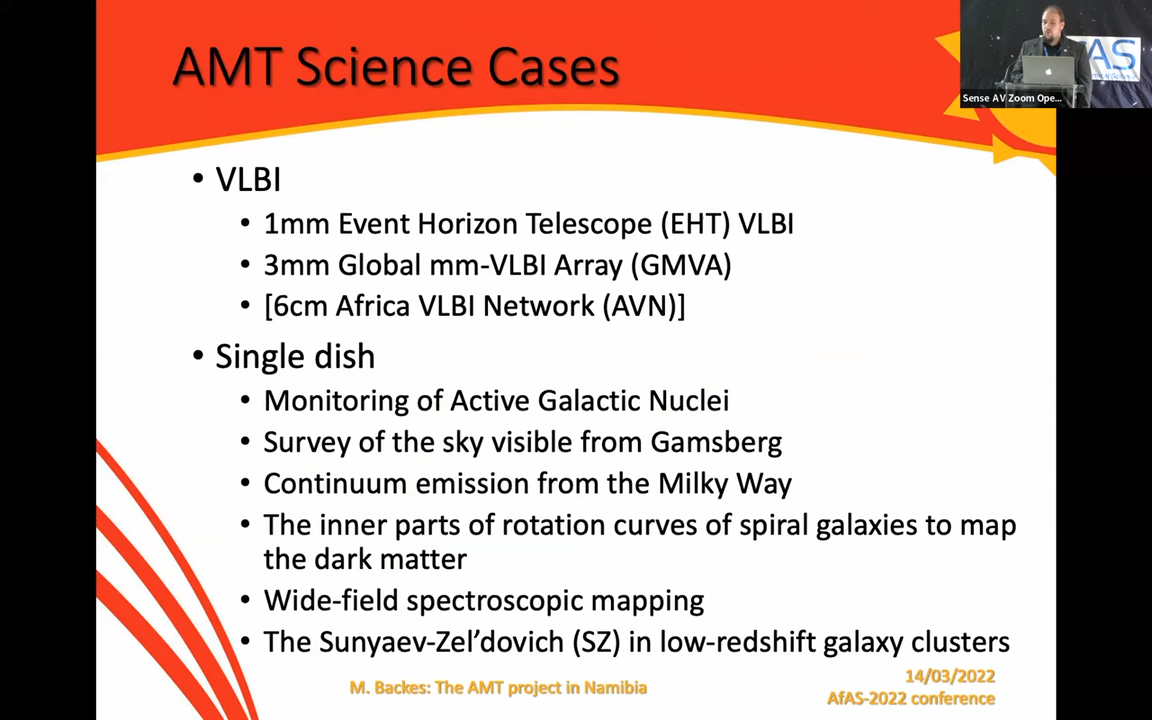 AMT Science Cases
AS
Sense AV Zoom Ope...
• VLBI
• 1mm Event Horizon Telescope (EHT) VLBI
• 3mm Global mm-VLBI Array (GMVA)
• [6cm Africa VLBI Network (AVN)]
• Single dish
• Monitoring of Active Galactic Nuclei
• Survey of the sky visible from Gamsberg
• Continuum emission from the Milky Way
• The inner parts of rotation curves of spiral galaxies to map
the dark matter
• Wide-field spectroscopic mapping
• The Sunyaev-Zel’dovich (SZ) in low-redshift galaxy clusters
M. Backes: The AMT project in Namibia
14/03/2022
AfAS-2022 conference